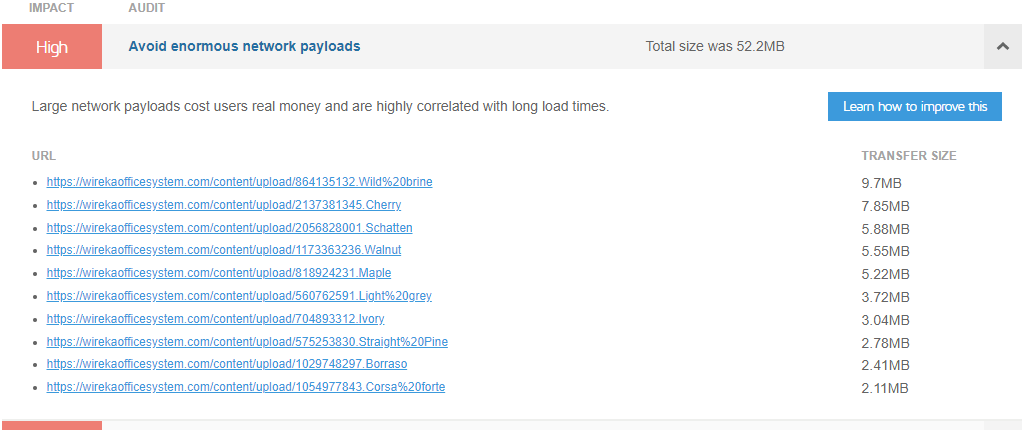 IMPACT AUDIT
High Avoid enormous network payloads Total size was 52.2MB
Large network payloads cost users real money and are highly correlated with long load times. Learn how to improve this
URL TRANSFER SIZE
https://wirekaofficesystem.com/content/upload/864135132.Wild%20brine 9.7MB
https://wirekaofficesystem.com/content/upload/2137381345.Cherry 7.85MB
https://wirekaofficesystem.com/content/upload/2056828001.Schatten 5.88MB
https://wirekaofficesystem.com/content/upload/1173363236.Walnut 5.55MB
https://wirekaofficesystem.com/content/upload/818924231.Maple 5.22MB
https://wirekaofficesystem.com/content/upload/560762591.Light%20grey 3.72MB
https://wirekaofficesystem.com/content/upload/704893312.Ivory 3.04MB
https://wirekaofficesystem.com/content/upload/575253830.Straight%20Pine 2.78MB
https://wirekaofficesystem.com/content/upload/1029748297.Borraso 2.41MB
https://wirekaofficesystem.com/content/upload/1054977843.Corsa%20forte 2.11MB